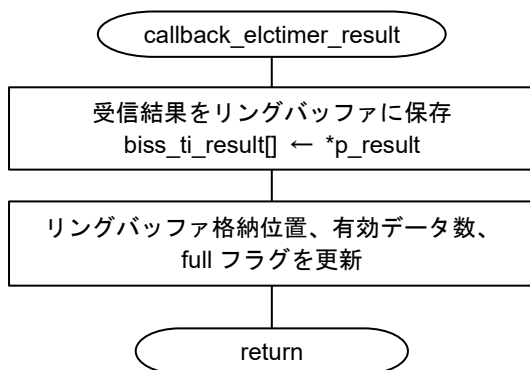 callback_elctimer_result
受信結果をリングバッファに保存
biss_ti_result[] ← *p_result
リングバッファ格納位置、有効データ数、
full フラグを更新
return